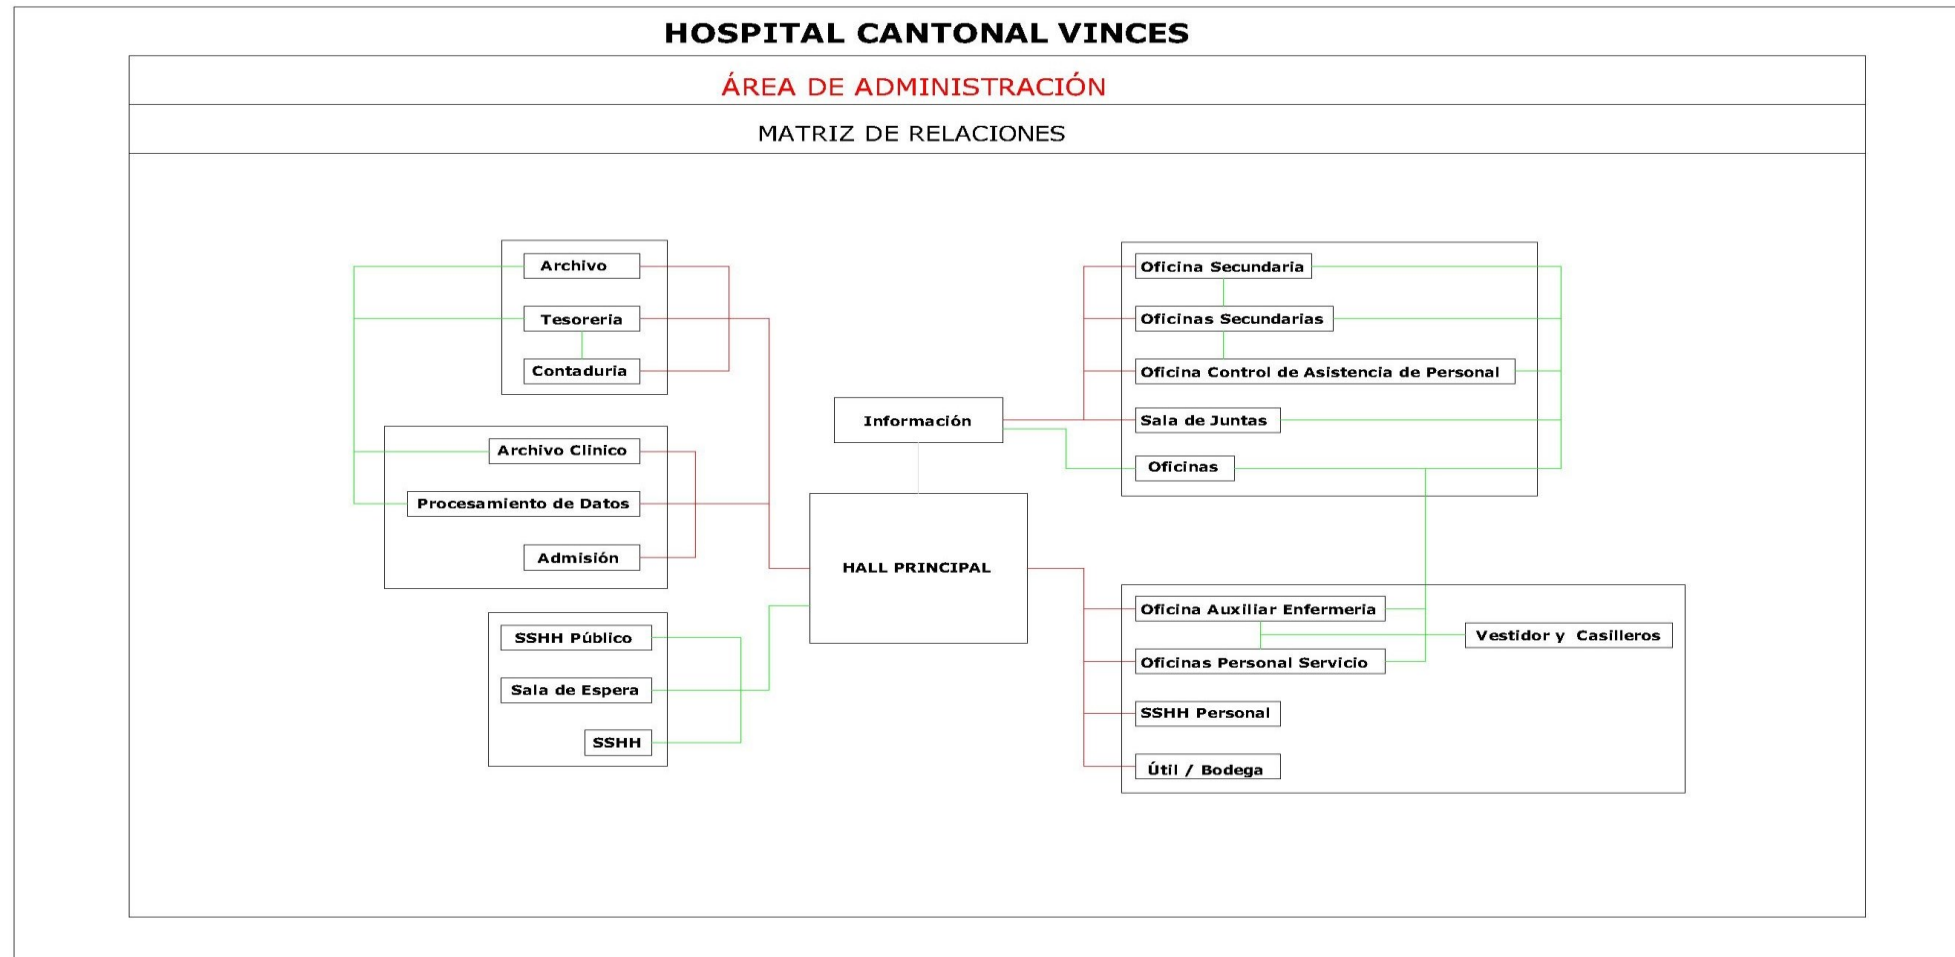 HOSPITAL CANTONAL VINCES
ÁREA DE ADMINISTRACIÓN
MATRIZ DE RELACIONES
Archivo
Tesoreria
Contaduria
Archivo Clinico
Procesamiento de Datos
Admisión
SSHH Público
Sala de Espera
SSHH
Información
HALL PRINCIPAL
Oficina Secundaria
Oficinas Secundarias
Oficina Control de Asistencia de Personal
Sala de Juntas
Oficinas
Oficina Auxiliar Enfermeria
Vestidor y Casilleros
Oficinas Personal Servicio
SSHH Personal
Útil / Bodega